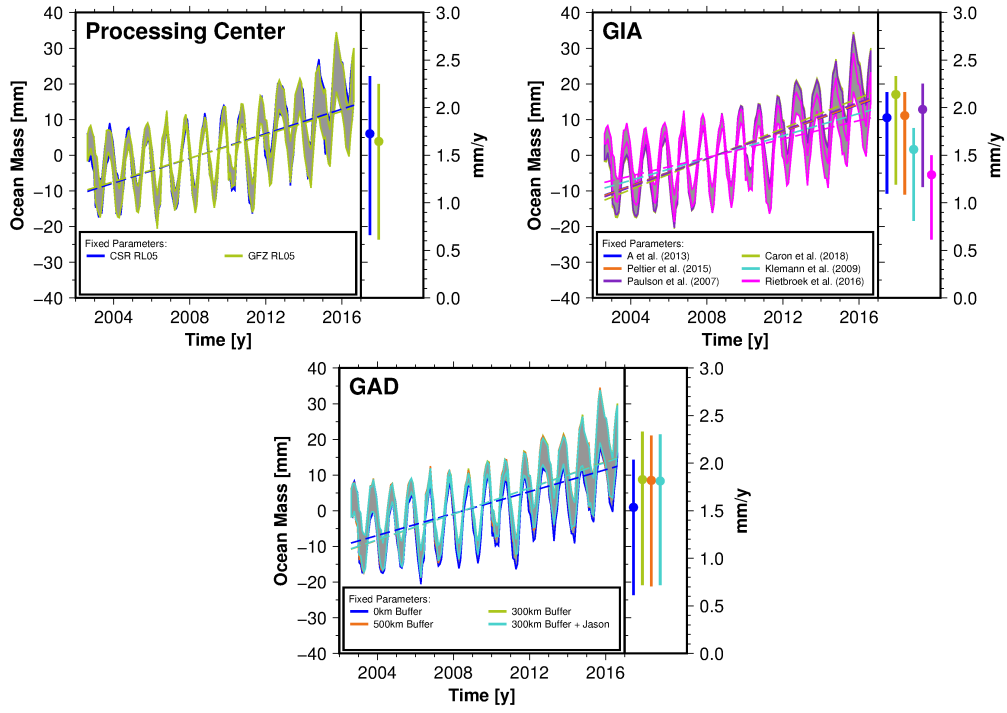 Processing Center
40
30
20
10
0
−10
−20
−30
−40
Ocean Mass [mm]
Fixed Parameters:
CSR RL05 GFZ RL05
2004 2008 2012 2016
Time [y]
3.0
2.5
2.0
1.5
1.0
0.5
0.0
mm/y
GIA
40
30
20
10
0
−10
−20
−30
−40
Ocean Mass [mm]
Fixed Parameters:
A et al. (2013) Caron et al. (2018)
Peltier et al. (2015) Klemann et al. (2009)
Paulson et al. (2007) Rietbroek et al. (2016)
2004 2008 2012 2016
Time [y]
3.0
2.5
2.0
1.5
1.0
0.5
0.0
mm/y
GAD
40
30
20
10
0
−10
−20
−30
−40
Ocean Mass [mm]
Fixed Parameters:
0km Buffer 300km Buffer
500km Buffer 300km Buffer + Jason
2004 2008 2012 2016
Time [y]
3.0
2.5
2.0
1.5
1.0
0.5
0.0
mm/y